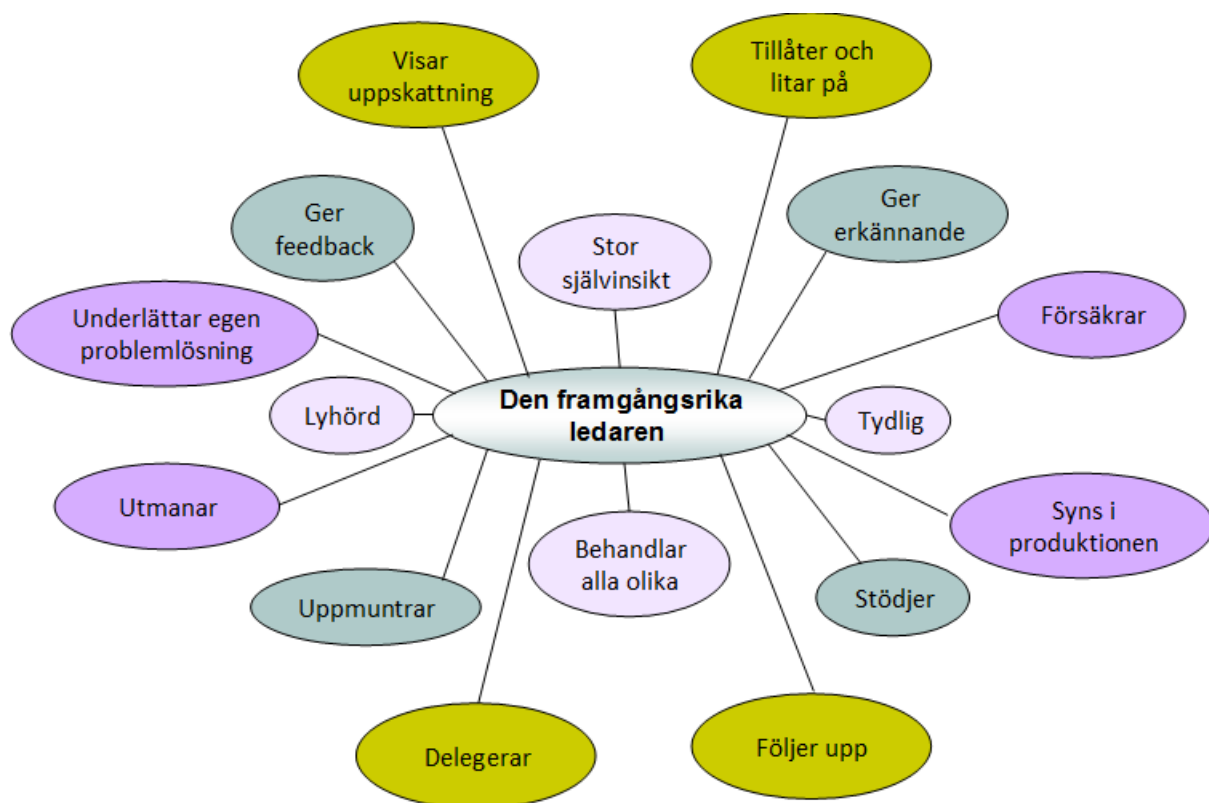 Visar
uppskattning
Tillåter och
litar på
Ger
feedback
Ger
erkännande
Stor
självinsikt
Underlättar egen
problemlösning
Försäkrar
Lyhörd
Den framgångsrika
ledaren
Tydlig
Utmanar
Syns i
produktionen
Behandlar
alla olika
Uppmuntrar
Stödjer
Delegerar
Följer upp